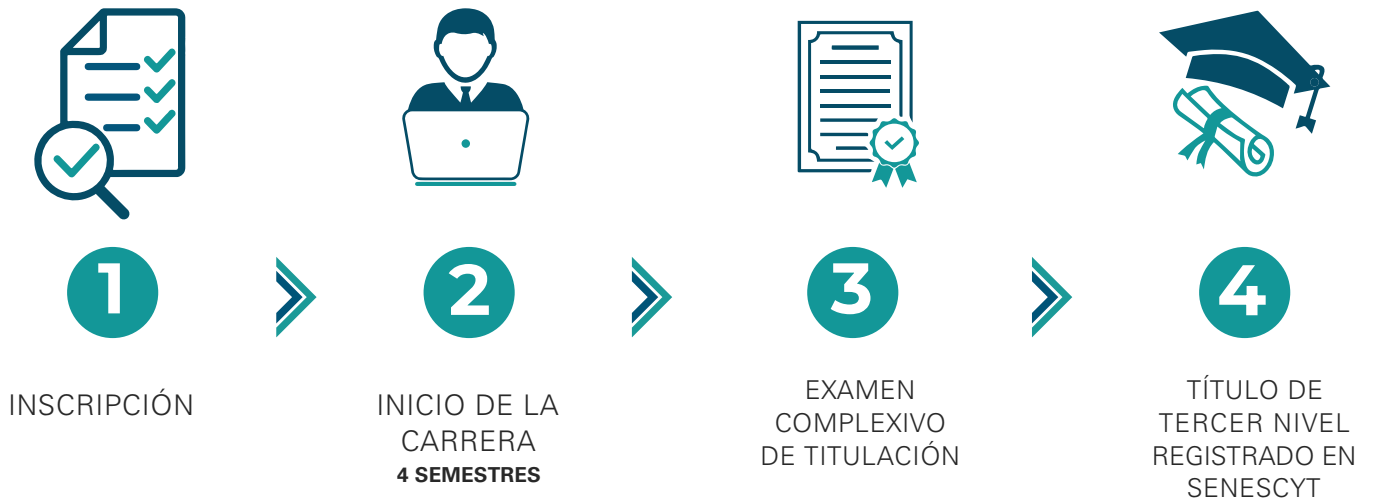 1
2
3
4
INSCRIPCIÓN
INICIO DE LA
CARRERA
4 SEMESTRES
EXAMEN
COMPLEXIVO
DE TITULACIÓN
TÍTULO DE
TERCER NIVEL
REGISTRADO EN
SENESCYT